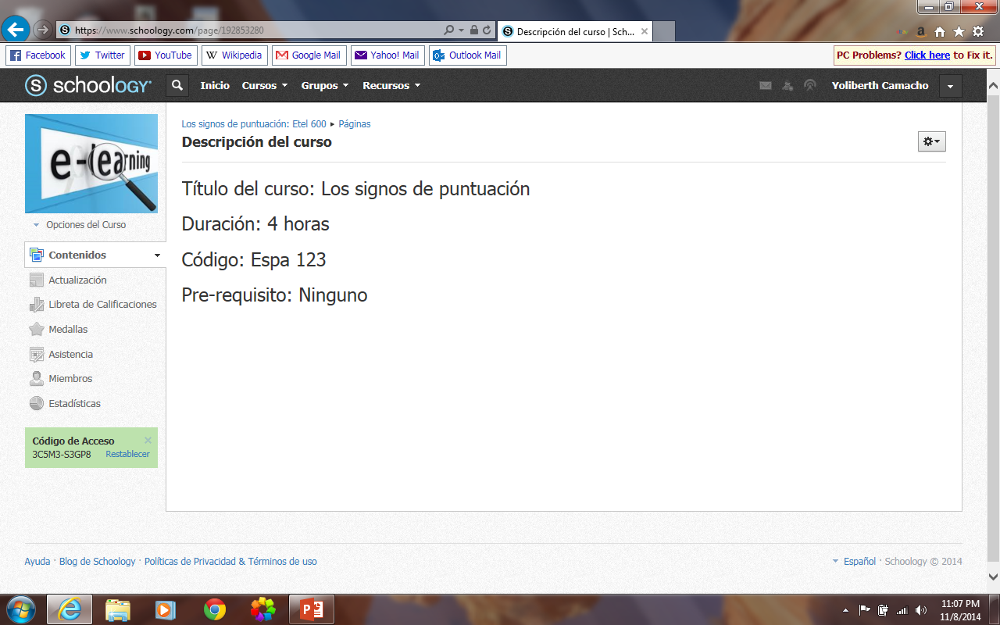 https://www.schoology.com/page/192853280
Descripción del curso | Sch...
Facebook Twitter YouTube Wikipedia Google Mail Yahoo! Mail Outlook Mail
PC Problems? Click here to Fix it.
schoology Inicio Cursos Grupos Recursos Yoliberth Camacho
e-learning
Los signos de puntuación: Etel 600 ▸ Páginas
Descripción del curso
Título del curso: Los signos de puntuación
Duración: 4 horas
Código: Espa 123
Pre-requisito: Ninguno
Opciones del Curso
Contenidos
Actualización
Libreta de Calificaciones
Medallas
Asistencia
Miembros
Estadísticas
Código de Acceso
3C5M3-S3GP8 Restablecer
Ayuda · Blog de Schoology · Políticas de Privacidad & Términos de uso
Español · Schoology © 2014
11:07 PM
11/8/2014